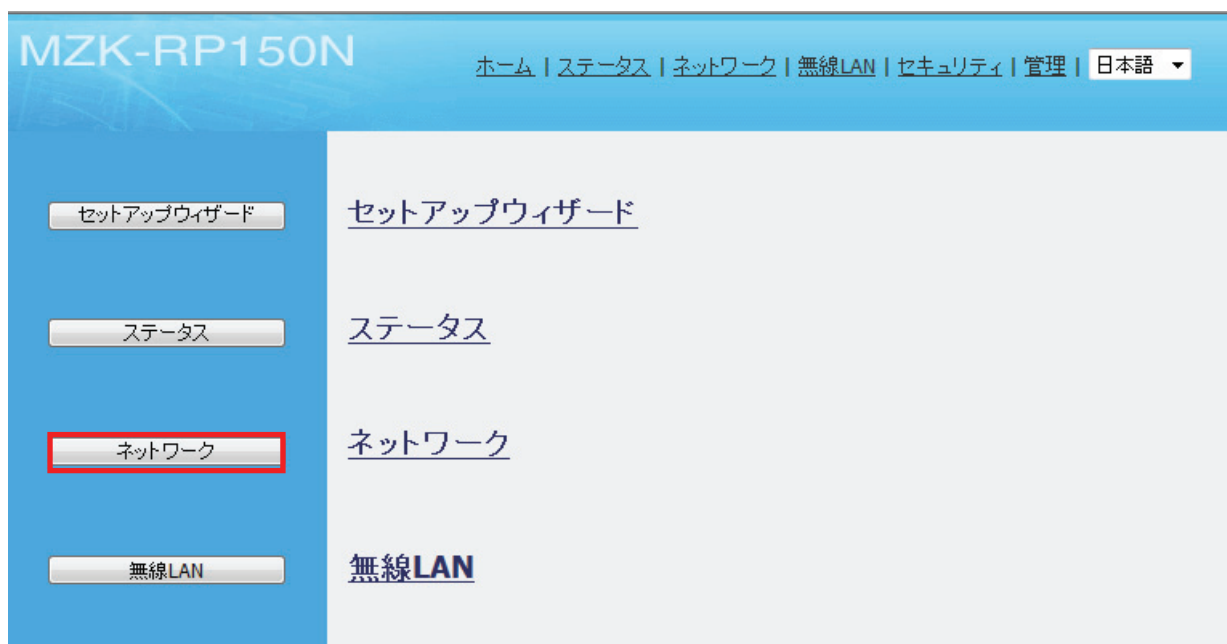 MZK-RP150N
ホーム | ステータス | ネットワーク | 無線LAN | セキュリティ | 管理 | 日本語
セットアップウィザード セットアップウィザード
ステータス ステータス
ネットワーク ネットワーク
無線LAN 無線LAN